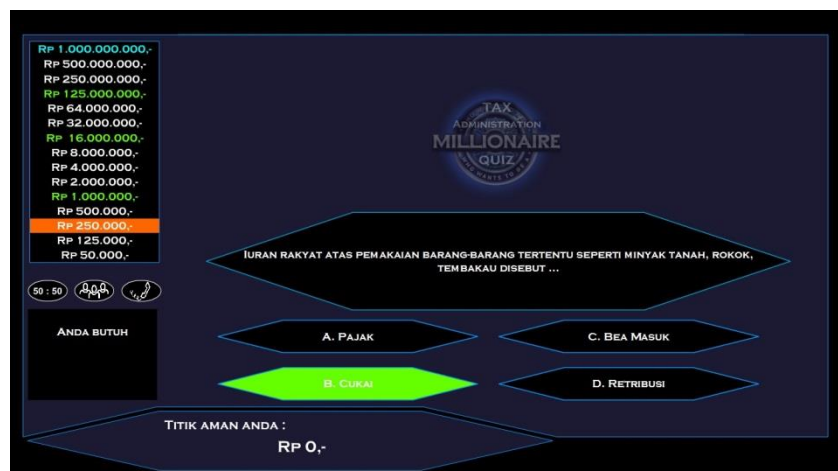 Rp 1.000.000.000,-
Rp 500.000.000,-
Rp 250.000.000,-
Rp 125.000.000,-
Rp 64.000.000,-
Rp 32.000.000,-
Rp 16.000.000,-
Rp 8.000.000,-
Rp 4.000.000,-
Rp 2.000.000,-
Rp 1.000.000,-
Rp 500.000,-
Rp 250.000,-
Rp 125.000,-
Rp 50.000,-
50 : 50
Anda butuh
TAX
Administration
MILLIONAIRE
QUIZ
WHO WANTS TO BE A
Iuran rakyat atas pemakaian barang-barang tertentu seperti minyak tanah, rokok,
tembakau disebut ...
A. Pajak
C. Bea Masuk
B. Cukai
D. Retribusi
Titik aman anda :
Rp 0,-